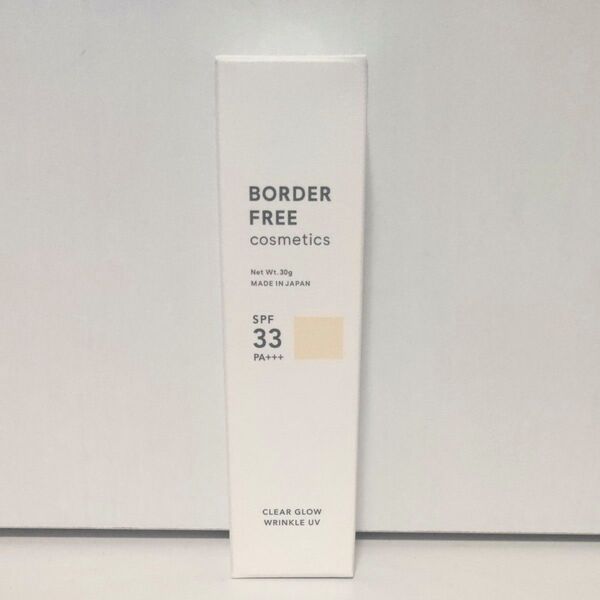 BORDER
FREE
cosmetics
Net Wt.30g
MADE IN JAPAN
SPF
33
PA+++
CLEAR GLOW
WRINKLE UV